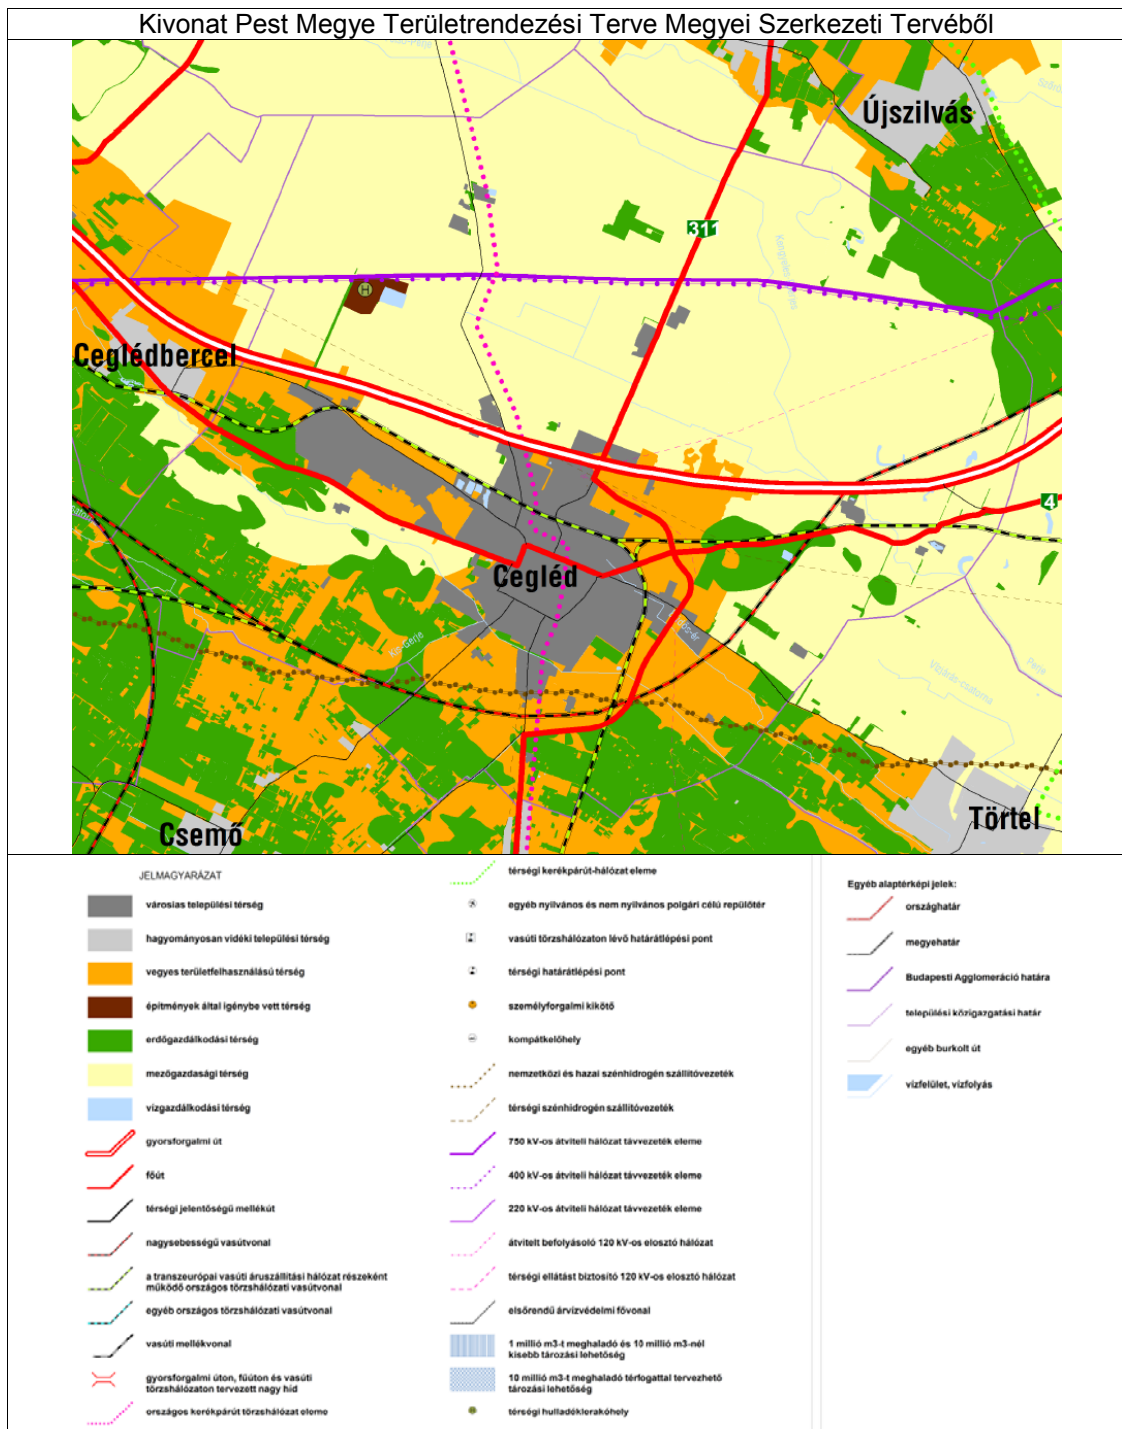 Kivonat Pest Megye Területrendezési Terve Megyei Szerkezeti Tervéből
Újszilvás
311
H
Ceglédbercel
4
Cegléd
Kis-Gerje
Vájárás-csatorna
Perje
Csemő
Törtel
JELMAGYARÁZAT
városias települési térség
hagyományosan vidéki települési térség
vegyes területfelhasználású térség
építmények által igénybe vett térség
erdőgazdálkodási térség
mezőgazdasági térség
vízgazdálkodási térség
gyorsforgalmi út
főút
térségi jelentőségű mellékút
nagysebességű vasútvonal
a transzeurópai vasúti áruszállítási hálózat részeként
működő országos törzshálózati vasútvonal
egyéb országos törzshálózati vasútvonal
vasúti mellékvonal
gyorsforgalmi úton, főúton és vasúti
törzshálózaton tervezett nagy híd
országos kerékpárút törzshálózat eleme
térségi kerékpárút-hálózat eleme
egyéb nyilvános és nem nyilvános polgári célú repülőtér
vasúti törzshálózaton lévő határátlépési pont
térségi határátlépési pont
személyforgalmi kikötő
kompátkelőhely
nemzetközi és hazai szénhidrogén szállítóvezeték
térségi szénhidrogén szállítóvezeték
750 kV-os átviteli hálózat távvezeték eleme
400 kV-os átviteli hálózat távvezeték eleme
220 kV-os átviteli hálózat távvezeték eleme
átvitelt befolyásoló 120 kV-os elosztó hálózat
térségi ellátást biztosító 120 kV-os elosztó hálózat
elsőrendű árvízvédelmi fővonal
1 millió m3-t meghaladó és 10 millió m3-nél
kisebb tározási lehetőség
10 millió m3-t meghaladó térfogattal tervezhető
tározási lehetőség
térségi hulladéklerakóhely
Egyéb alaptérképi jelek:
országhatár
megyehatár
Budapesti Agglomeráció határa
települési közigazgatási határ
egyéb burkolt út
vízfelület, vízfolyás